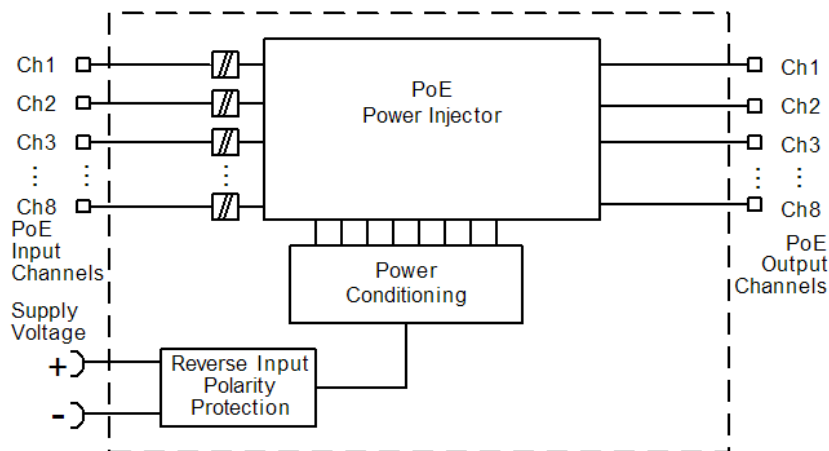 Ch1
Ch2
Ch3
Ch8
PoE
Input
Channels
Supply
Voltage
+
-
PoE
Power Injector
Power
Conditioning
Reverse Input
Polarity
Protection
Ch1
Ch2
Ch3
Ch8
PoE
Output
Channels